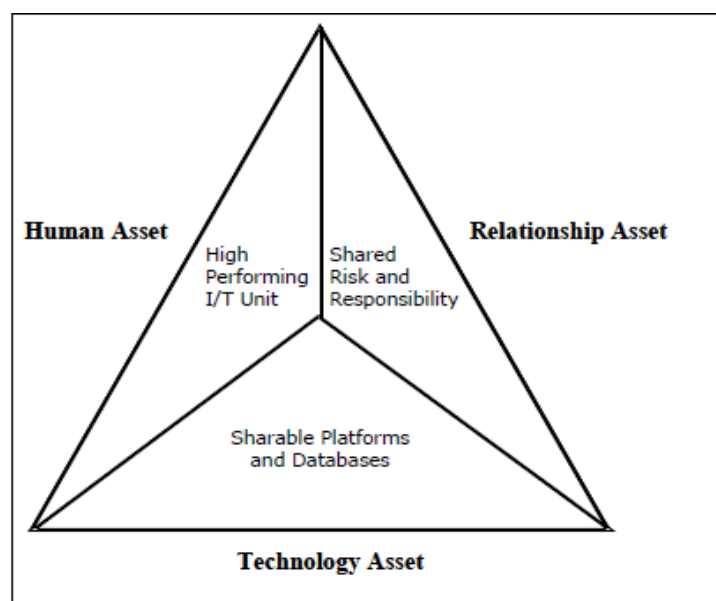 Human Asset
Relationship Asset
High
Performing
I/T Unit
Shared
Risk and
Responsibility
Sharable Platforms
and Databases
Technology Asset